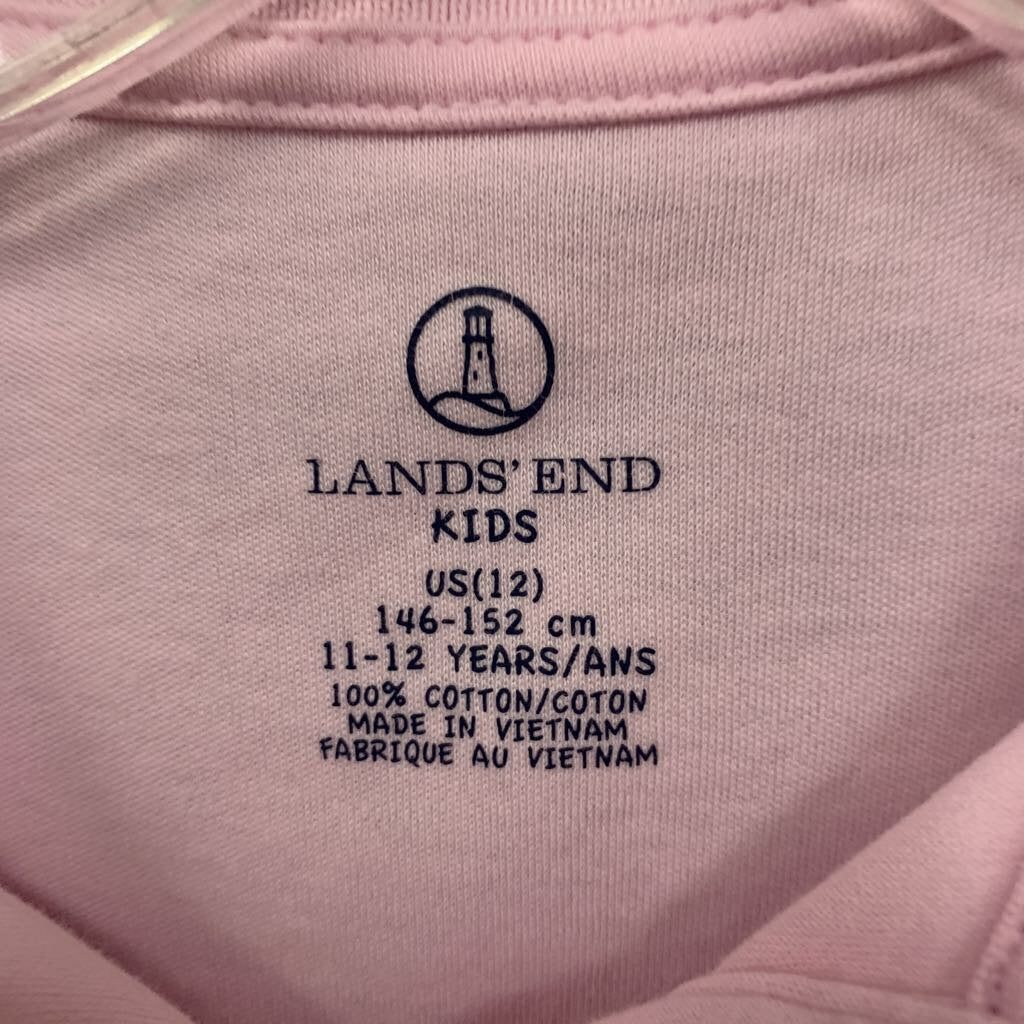 LANDS' END
KIDS
US(12)
146-152 cm
11-12 YEARS/ANS
100% COTTON/COTON
MADE IN VIETNAM
FABRIQUE AU VIETNAM